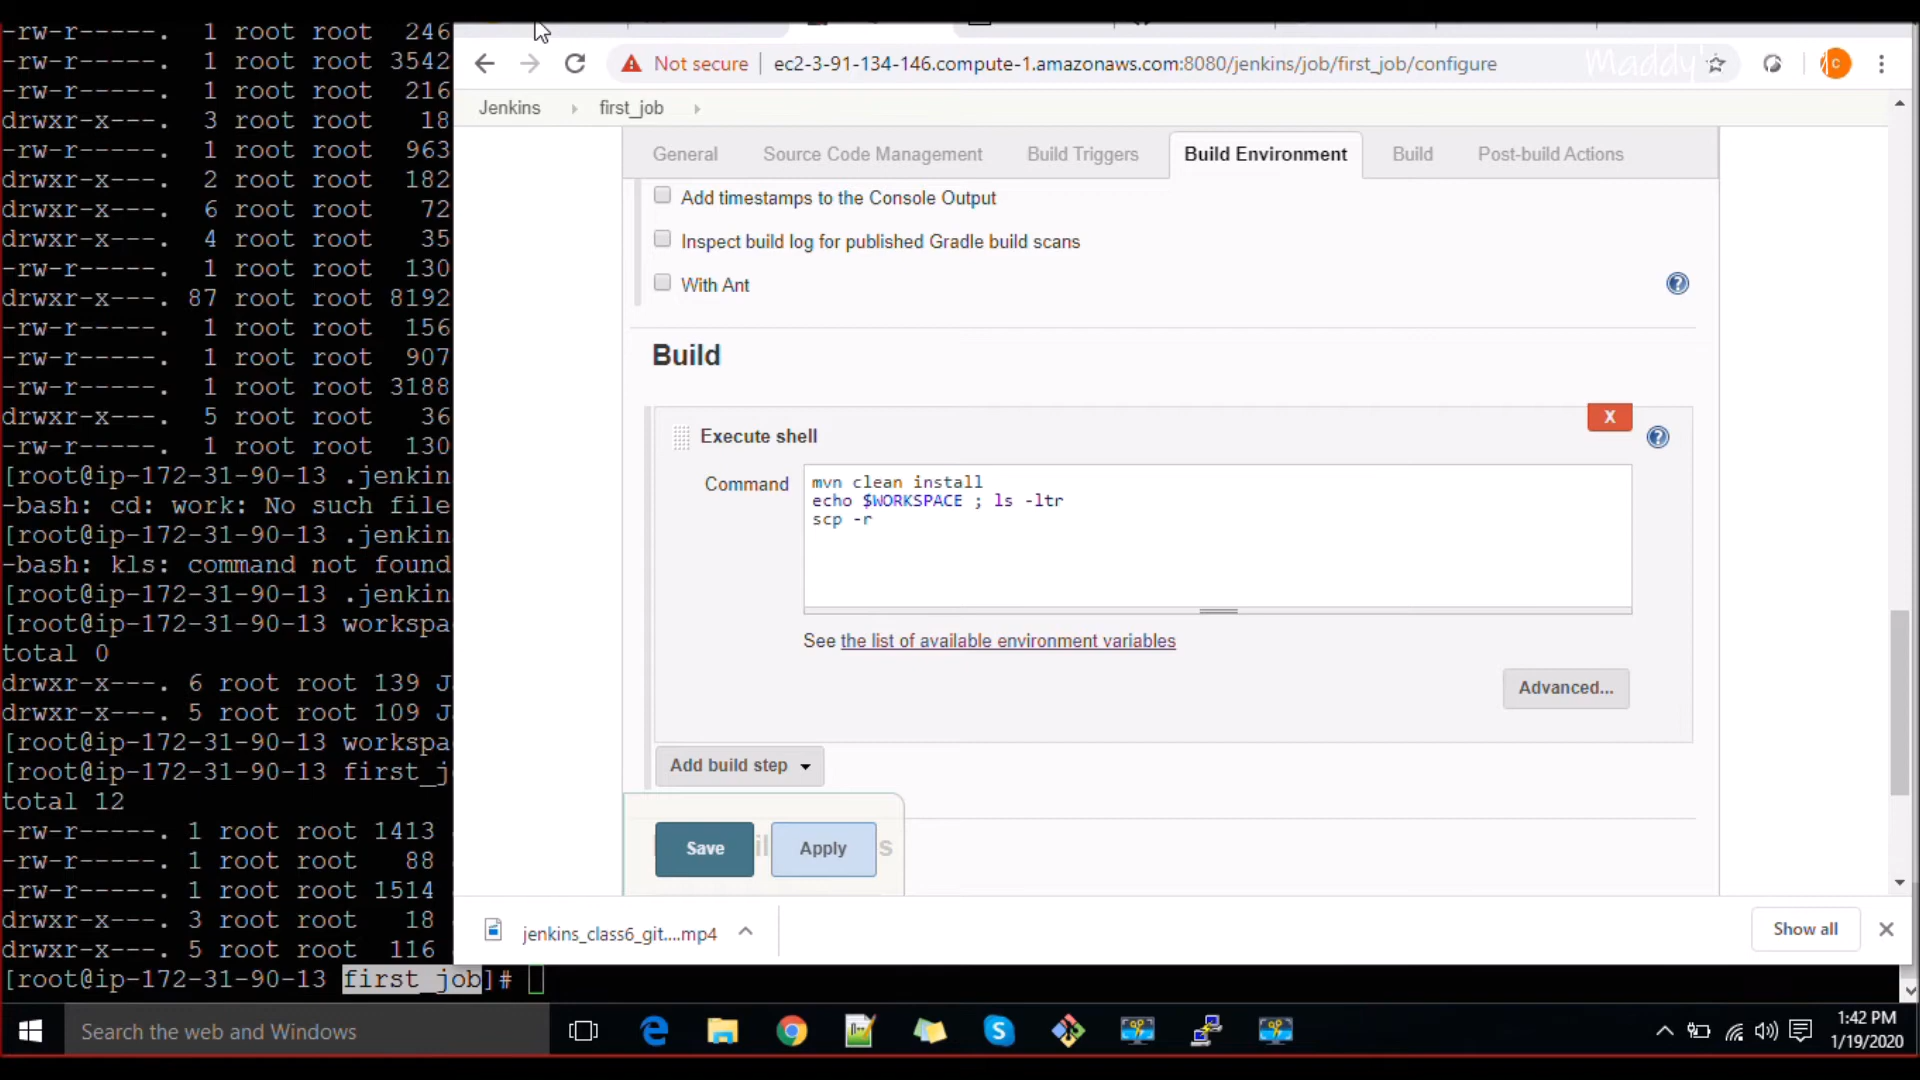 -rw-r-----. 1 root root 246
-rw-r-----. 1 root root 3542
-rw-r-----. 1 root root 216
drwxr-x---. 3 root root 18
-rw-r-----. 1 root root 963
drwxr-x---. 2 root root 182
drwxr-x---. 6 root root 72
drwxr-x---. 4 root root 35
-rw-r-----. 1 root root 130
drwxr-x---. 87 root root 8192
-rw-r-----. 1 root root 156
-rw-r-----. 1 root root 907
-rw-r-----. 1 root root 3188
drwxr-x---. 5 root root 36
-rw-r-----. 1 root root 130
[root@ip-172-31-90-13 .jenkin
-bash: cd: work: No such file
[root@ip-172-31-90-13 .jenkin
-bash: kls: command not found
[root@ip-172-31-90-13 .jenkin
[root@ip-172-31-90-13 workspa
total 0
drwxr-x---. 6 root root 139 J
drwxr-x---. 5 root root 109 J
[root@ip-172-31-90-13 workspa
[root@ip-172-31-90-13 first_j
total 12
-rw-r-----. 1 root root 1413
-rw-r-----. 1 root root 88
-rw-r-----. 1 root root 1514
drwxr-x---. 3 root root 18
drwxr-x---. 5 root root 116
[root@ip-172-31-90-13 first_job]#
Not secure ec2-3-91-134-146.compute-1.amazonaws.com:8080/jenkins/job/first_job/configure
Maddy's
Jenkins first_job
General Source Code Management Build Triggers Build Environment Build Post-build Actions
Add timestamps to the Console Output
Inspect build log for published Gradle build scans
With Ant
Build
X
Execute shell
Command
mvn clean install
echo $WORKSPACE ; ls -ltr
scp -r
See the list of available environment variables
Advanced...
Add build step
Save Apply
jenkins_class6_git....mp4
Show all
Search the web and Windows
1:42 PM
1/19/2020